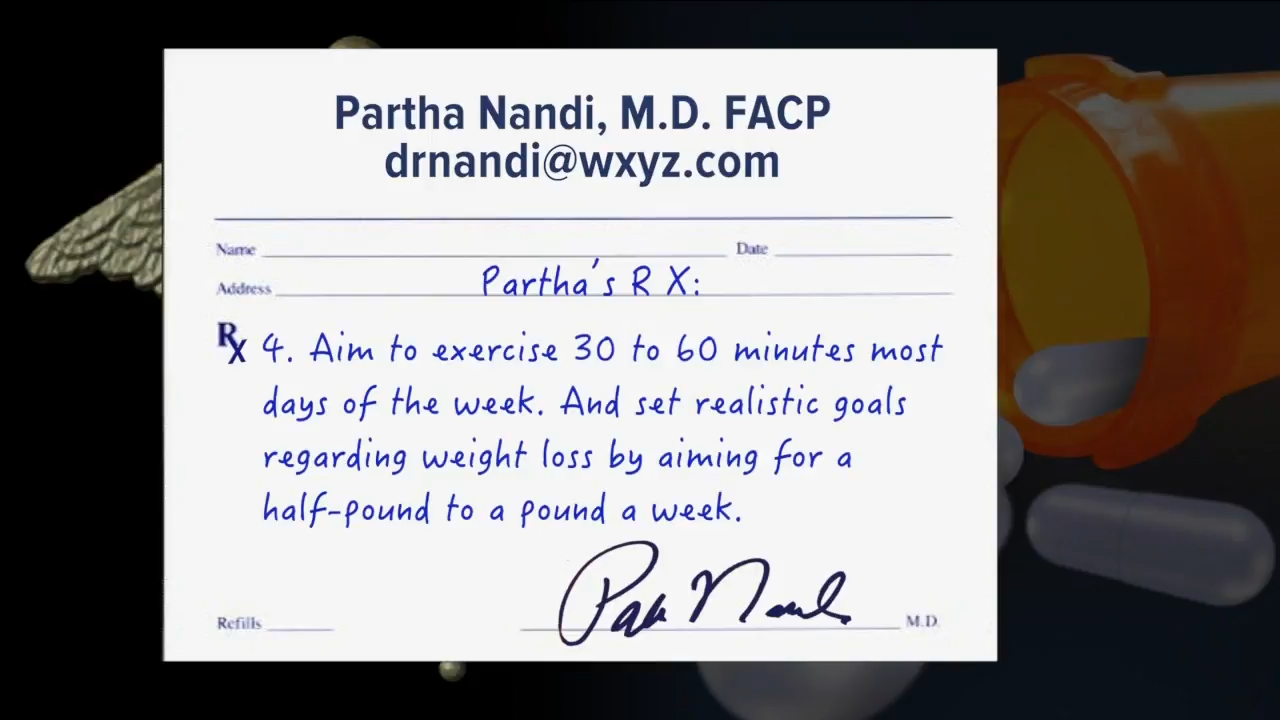 Partha Nandi, M.D. FACP
drnandi@wxyz.com
Name Date
Partha's R X:
Address
Rx 4. Aim to exercise 30 to 60 minutes most
days of the week. And set realistic goals
regarding weight loss by aiming for a
half-pound to a pound a week.
Refills M.D.